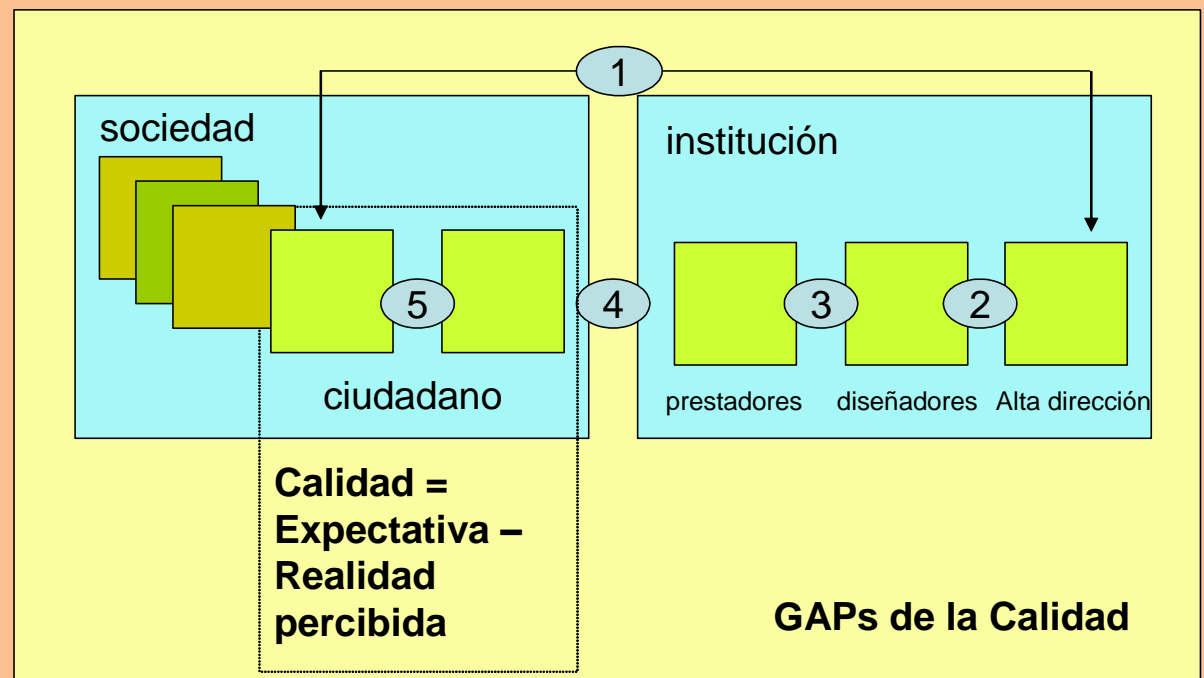 1
sociedad
institución
5
4
3
2
ciudadano
prestadores
diseñadores
Alta dirección
Calidad =
Expectativa –
Realidad
percibida
GAPs de la Calidad